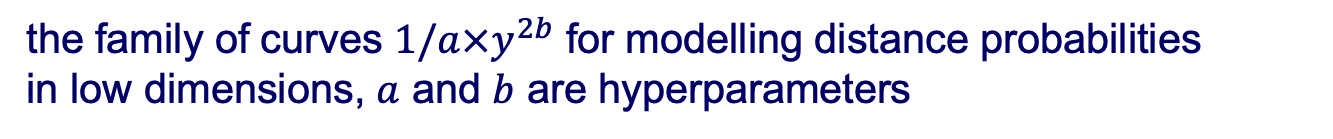 the family of curves 1/a×y^{2b} for modelling distance probabilities
in low dimensions, a and b are hyperparameters